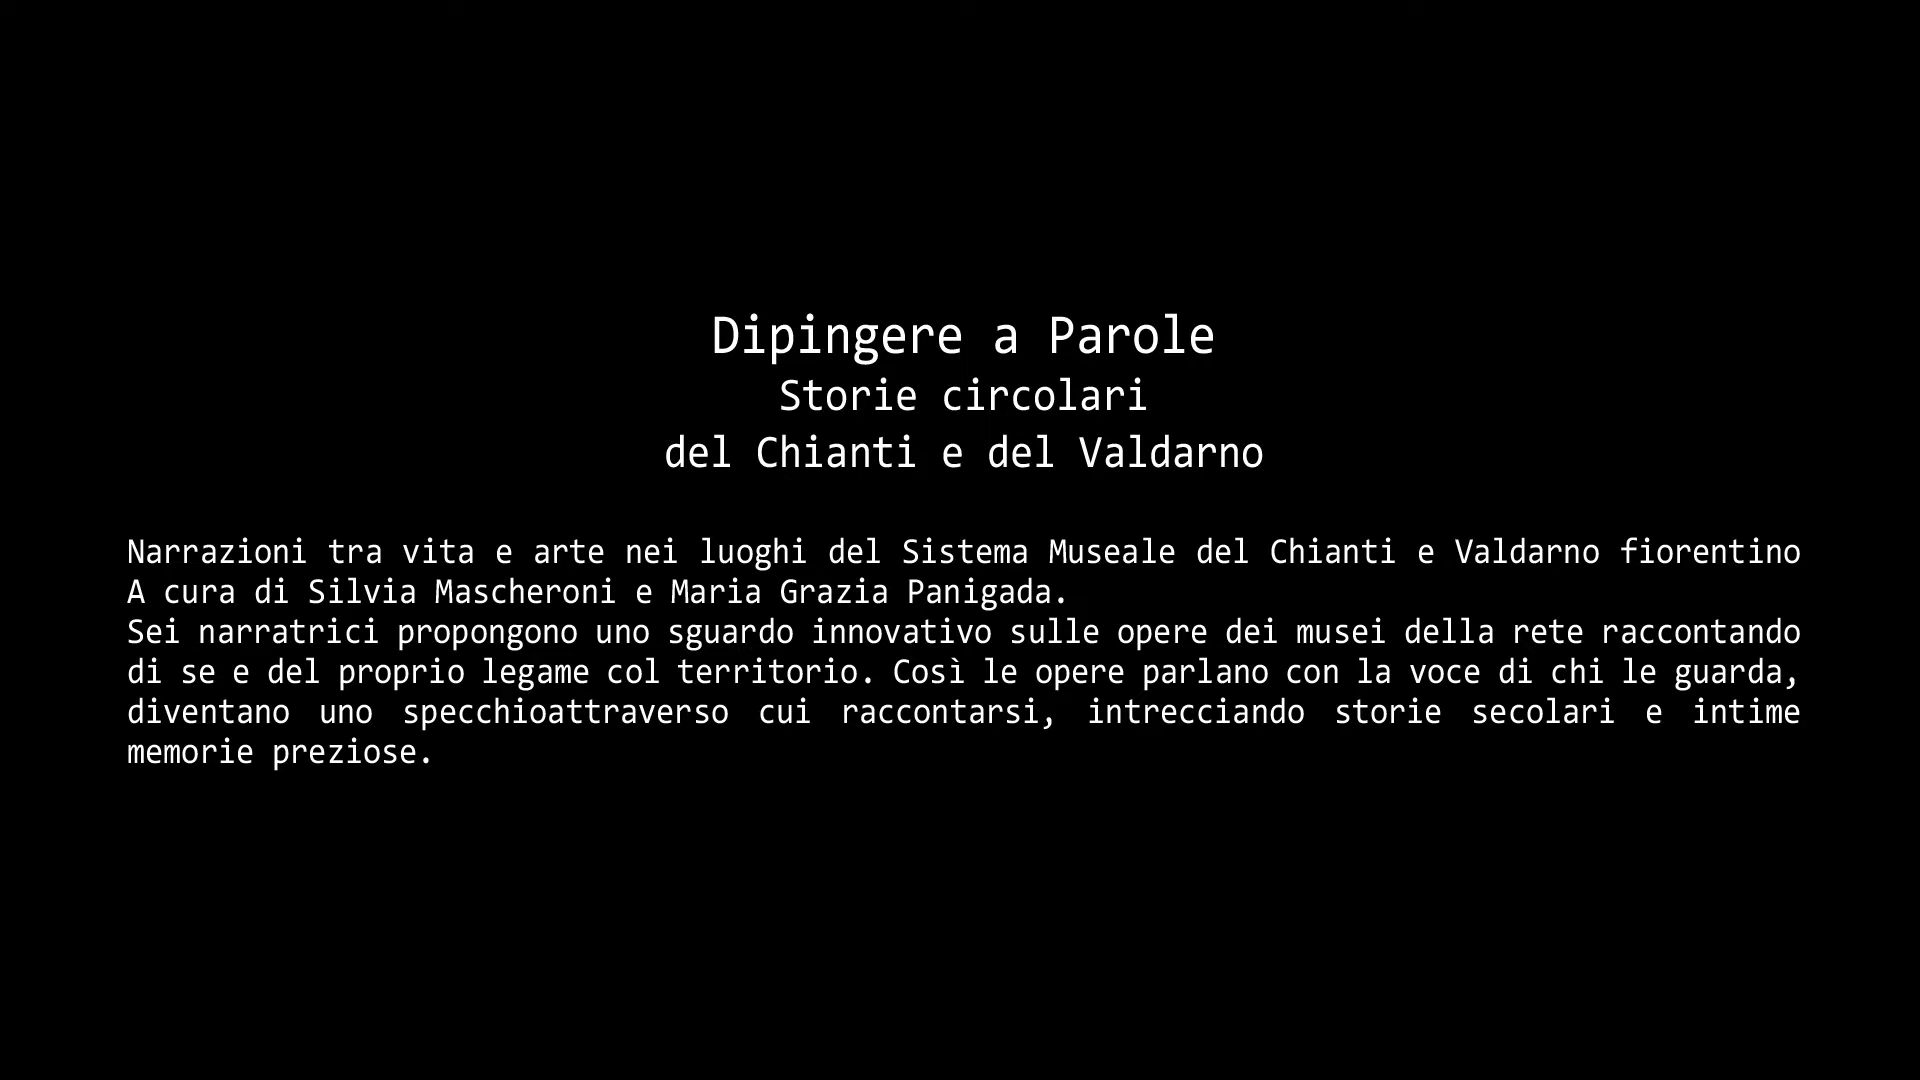 Dipingere a Parole
Storie circolari
del Chianti e del Valdarno
Narrazioni tra vita e arte nei luoghi del Sistema Museale del Chianti e Valdarno fiorentino
A cura di Silvia Mascheroni e Maria Grazia Panigada.
Sei narratrici propongono uno sguardo innovativo sulle opere dei musei della rete raccontando
di se e del proprio legame col territorio. Così le opere parlano con la voce di chi le guarda,
diventano uno specchioattraverso cui raccontarsi, intrecciando storie secolari e intime
memorie preziose.